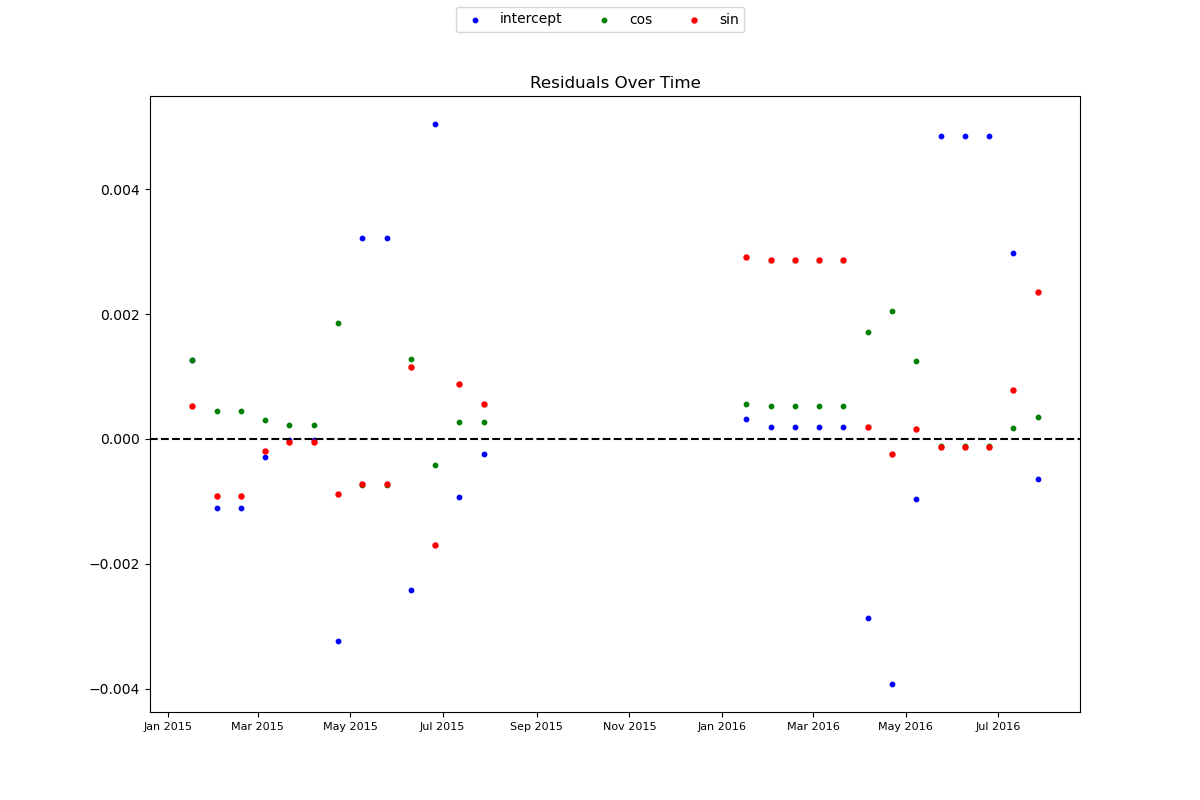 intercept cos sin
Residuals Over Time
0.004
0.002
0.000
−0.002
−0.004
Jan 2015 Mar 2015 May 2015 Jul 2015 Sep 2015 Nov 2015 Jan 2016 Mar 2016 May 2016 Jul 2016